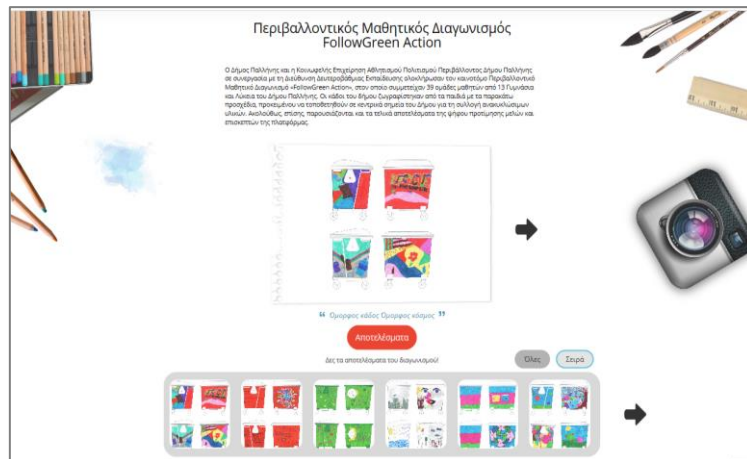 Περιβαλλοντικός Μαθητικός Διαγωνισμός
FollowGreen Action
Ο Δήμος Παλλήνης και η Κοινωφελής Επιχείρηση Αθλητισμού Πολιτισμού Περιβάλλοντος Δήμου Παλλήνης
σε συνεργασία με τη Διεύθυνση Δευτεροβάθμιας Εκπαίδευσης ολοκλήρωσαν τον καινοτόμο Περιβαλλοντικό
Μαθητικό Διαγωνισμό «FollowGreen Action», στον οποίο συμμετείχαν 39 ομάδες μαθητών από 13 Γυμνάσια
και Λύκεια του Δήμου Παλλήνης. Οι κάδοι του δήμου ζωγραφίστηκαν από τα παιδιά με τα παρακάτω
προσχέδια, προκειμένου να τοποθετηθούν σε κεντρικά σημεία του Δήμου για τη συλλογή ανακυκλώσιμων
υλικών. Ακολούθως, επίσης, παρουσιάζονται και τα τελικά αποτελέσματα της ψήφου προτίμησης μελών και
επισκεπτών της πλατφόρμας.
“ Όμορφος κάδος Όμορφος κόσμος ”
Αποτελέσματα
Δες τα αποτελέσματα του διαγωνισμού!
Όλες
Σειρά